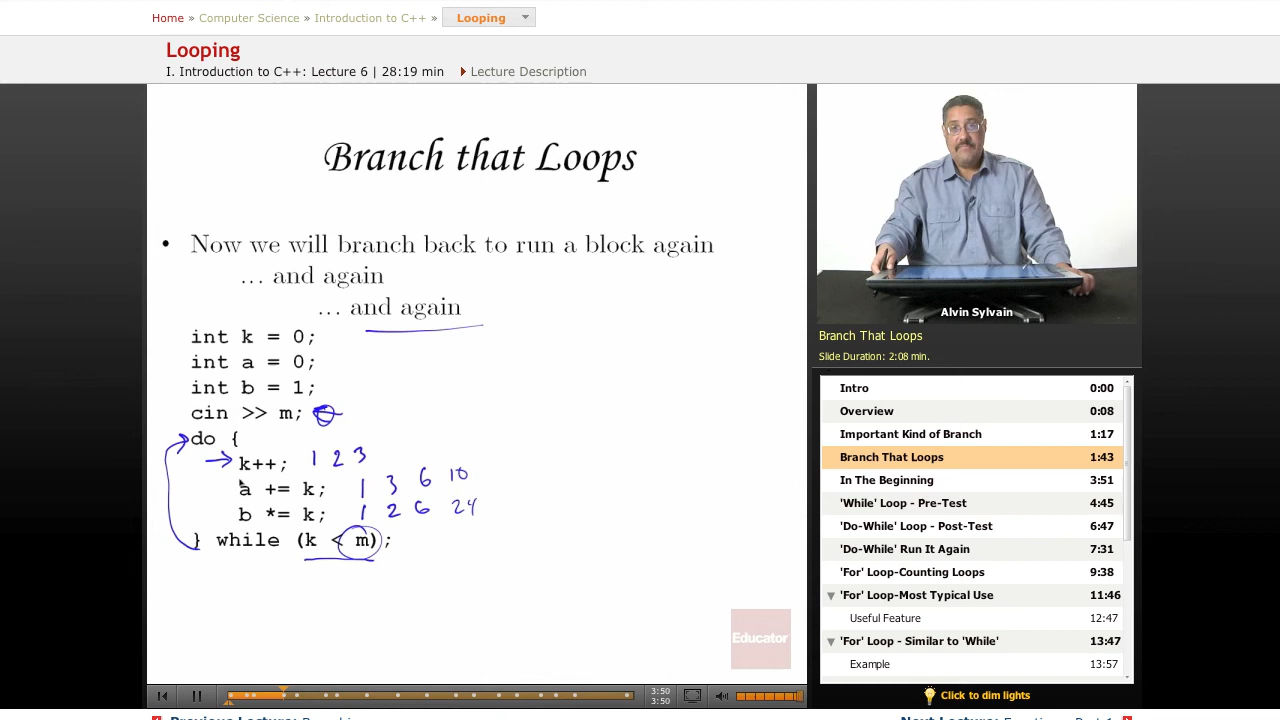 Home » Computer Science » Introduction to C++ » Looping
Looping
I. Introduction to C++: Lecture 6 | 28:19 min Lecture Description
Branch that Loops
• Now we will branch back to run a block again
... and again
... and again
int k = 0;
int a = 0;
int b = 1;
cin >> m;
do {
k++; 1 2 3
a += k; 1 3 6 10
b *= k; 1 2 6 24
} while (k < m);
Educator
Alvin Sylvain
Branch That Loops
Slide Duration: 2:08 min.
Intro 0:00
Overview 0:08
Important Kind of Branch 1:17
Branch That Loops 1:43
In The Beginning 3:51
'While' Loop - Pre-Test 4:45
'Do-While' Loop - Post-Test 6:47
'Do-While' Run It Again 7:31
'For' Loop-Counting Loops 9:38
'For' Loop-Most Typical Use 11:46
Useful Feature 12:47
'For' Loop - Similar to 'While' 13:47
Example 13:57
3:50
3:50
Click to dim lights
Previous Lecture:
Next Lecture: